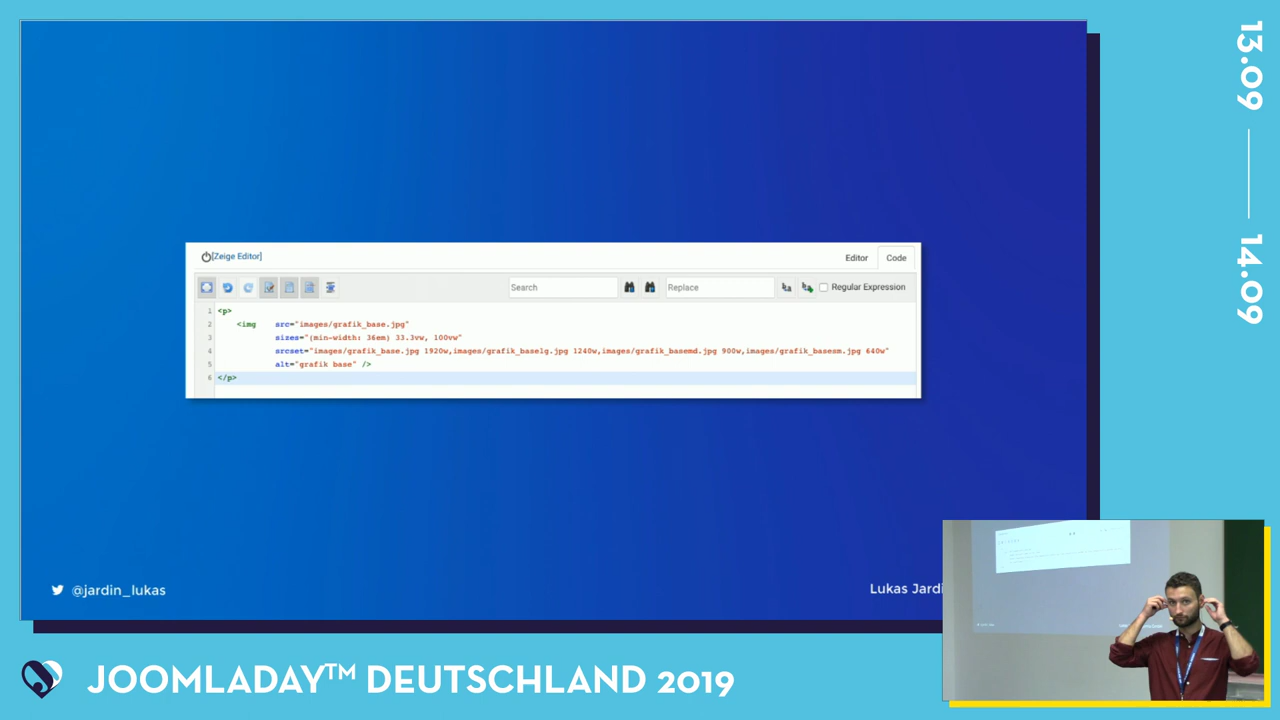 [Zeige Editor]
Editor
Code
Search
Replace
Regular Expression
1 <p>
2 <img src="images/grafik_base.jpg"
3 sizes="(min-width: 36em) 33.3vw, 100vw"
4 srcset="images/grafik_base.jpg 1920w,images/grafik_baselg.jpg 1240w,images/grafik_basemd.jpg 900w,images/grafik_basesm.jpg 640w"
5 alt="grafik base" />
6 </p>
@jardin_lukas
Lukas Jardi
JOOMLADAY™ DEUTSCHLAND 2019
13.09
14.09